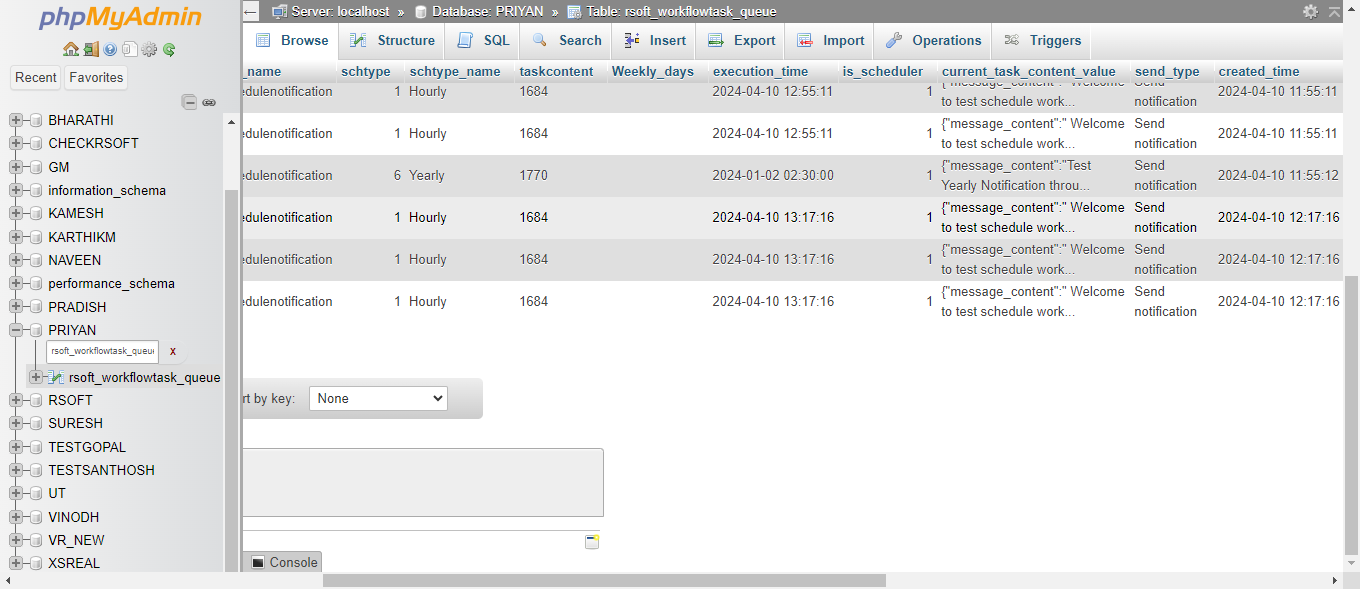 phpMyAdmin
Recent Favorites
BHARATHI
CHECKRSOFT
GM
information_schema
KAMESH
KARTHIKM
NAVEEN
performance_schema
PRADISH
PRIYAN
rsoft_workflowtask_queu
x
rsoft_workflowtask_queue
RSOFT
SURESH
TESTGOPAL
TESTSANTHOSH
UT
VINODH
VR_NEW
XSREAL
Server: localhost » Database: PRIYAN » Table: rsoft_workflowtask_queue
Browse Structure SQL Search Insert Export Import Operations Triggers
_name schtype schtype_name taskcontent Weekly_days execution_time is_scheduler current_task_content_value send_type created_time
edulenotification 1 Hourly 1684 2024-04-10 12:55:11 1 {"message_content":" Welcome to test schedule work... Send notification 2024-04-10 11:55:11
edulenotification 1 Hourly 1684 2024-04-10 12:55:11 1 {"message_content":" Welcome to test schedule work... Send notification 2024-04-10 11:55:11
edulenotification 6 Yearly 1770 2024-01-02 02:30:00 1 {"message_content":"Test Yearly Notification throu... Send notification 2024-04-10 11:55:12
edulenotification 1 Hourly 1684 2024-04-10 13:17:16 1 {"message_content":" Welcome to test schedule work... Send notification 2024-04-10 12:17:16
edulenotification 1 Hourly 1684 2024-04-10 13:17:16 1 {"message_content":" Welcome to test schedule work... Send notification 2024-04-10 12:17:16
edulenotification 1 Hourly 1684 2024-04-10 13:17:16 1 {"message_content":" Welcome to test schedule work... Send notification 2024-04-10 12:17:16
rt by key: None
Console